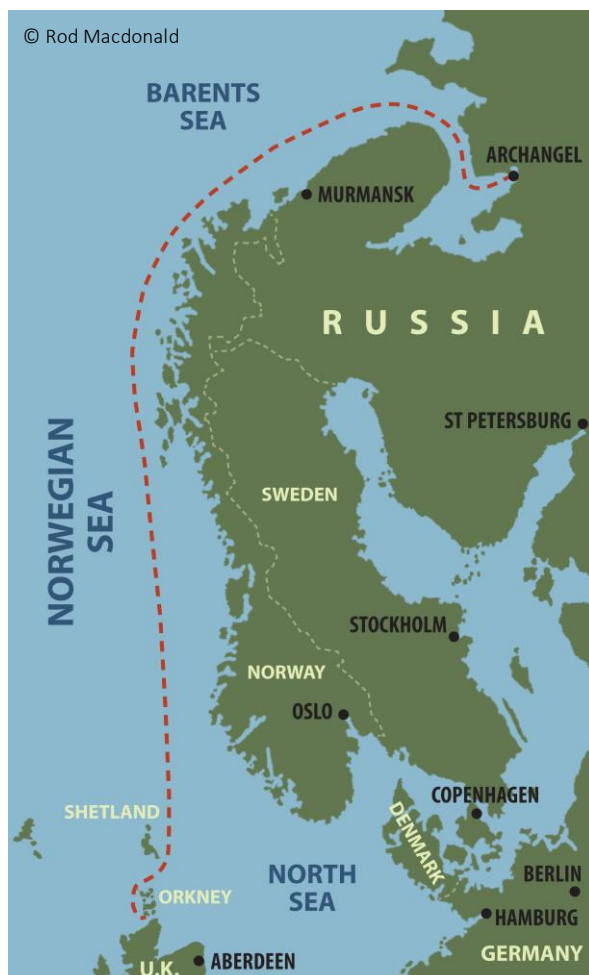 © Rod Macdonald
BARENTS
SEA
ARCHANGEL
MURMANSK
RUSSIA
ST PETERSBURG
NORWEGIAN
SEA
SWEDEN
STOCKHOLM
NORWAY
OSLO
SHETLAND
COPENHAGEN
DENMARK
NORTH
SEA
BERLIN
ORKNEY
HAMBURG
GERMANY
U.K.
ABERDEEN